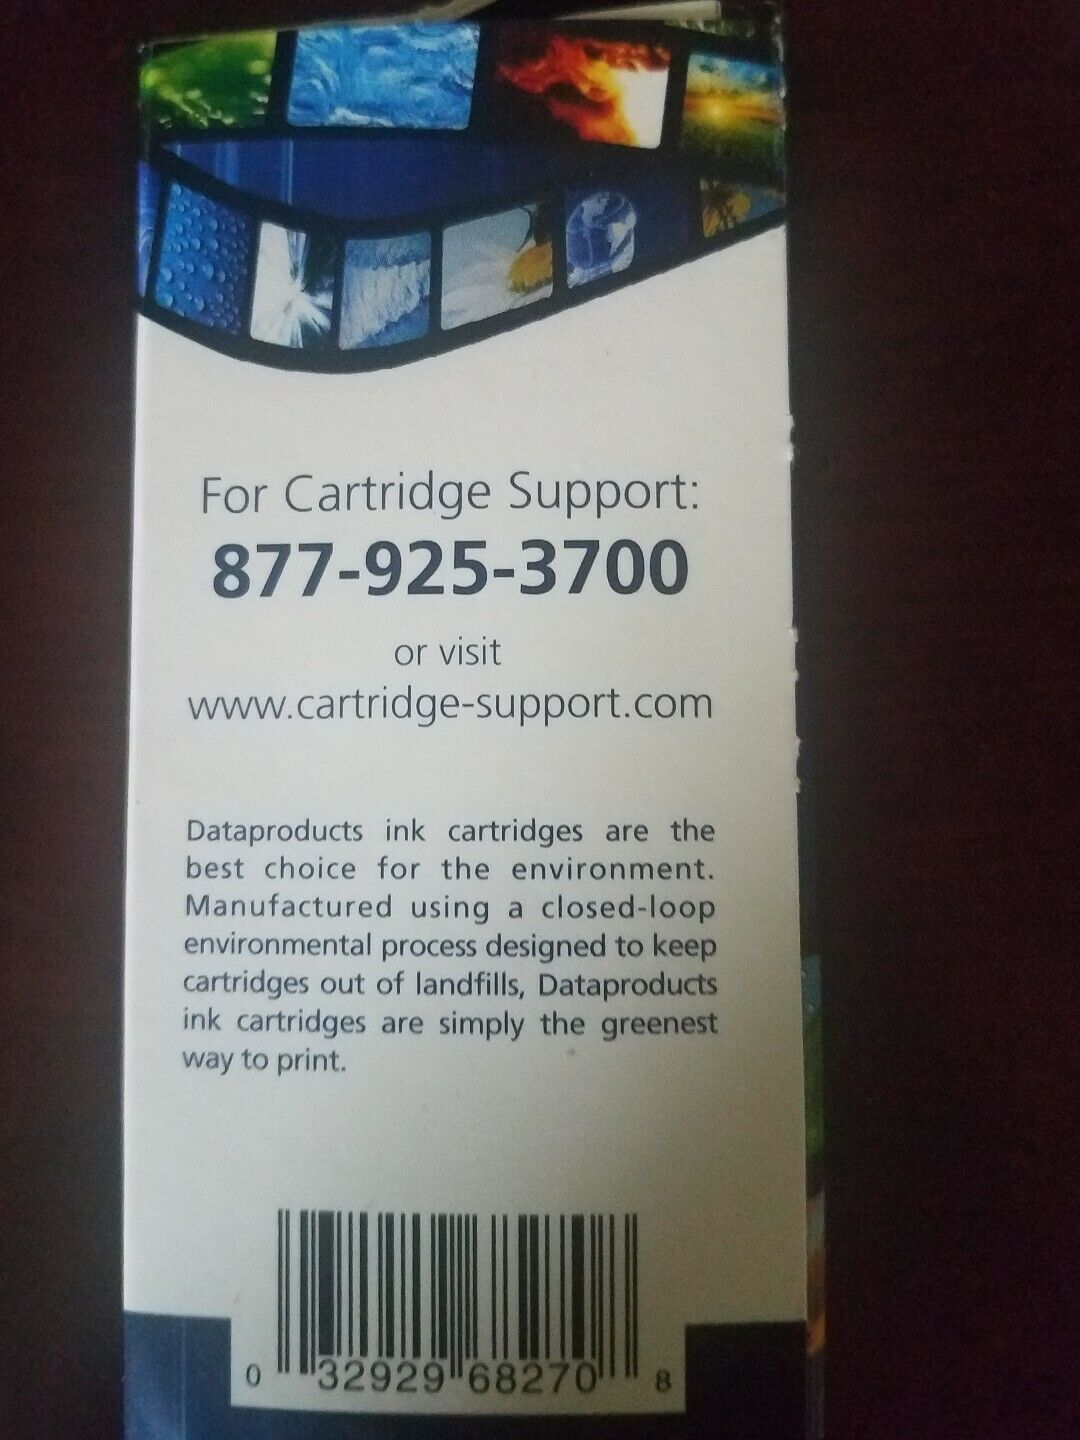 For Cartridge Support:
877-925-3700
or visit
www.cartridge-support.com
Dataproducts ink cartridges are the
best choice for the environment.
Manufactured using a closed-loop
environmental process designed to keep
cartridges out of landfills, Dataproducts
ink cartridges are simply the greenest
way to print.
0 32929 68270 8